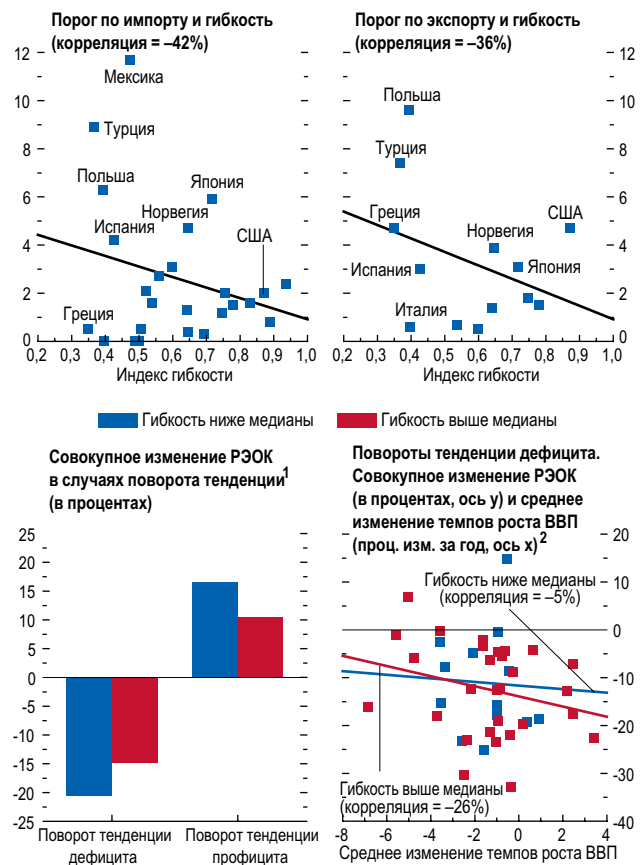 Порог по импорту и гибкость
(корреляция = –42%)
12
10
8
6
4
2
0
0,2 0,3 0,4 0,5 0,6 0,7 0,8 0,9 1,0
Индекс гибкости
Мексика
Турция
Польша
Япония
Норвегия
Испания
США
Греция
Порог по экспорту и гибкость
(корреляция = –36%)
12
10
8
6
4
2
0
0,2 0,3 0,4 0,5 0,6 0,7 0,8 0,9 1,0
Индекс гибкости
Польша
Турция
Греция
США
Норвегия
Испания
Япония
Италия
Гибкость ниже медианы
Гибкость выше медианы
Совокупное изменение РЭОК
в случаях поворота тенденции1
(в процентах)
25
20
15
10
5
0
-5
-10
-15
-20
-25
Поворот тенденции
дефицита
Поворот тенденции
профицита
Повороты тенденции дефицита.
Совокупное изменение РЭОК
(в процентах, ось y) и среднее
изменение темпов роста ВВП
(проц. изм. за год, ось x)2
20
10
0
-10
-20
-30
-40
Гибкость ниже медианы
(корреляция = –5%)
Гибкость выше медианы
(корреляция = –26%)
-8 -6 -4 -2 0 2 4
Среднее изменение темпов роста ВВП